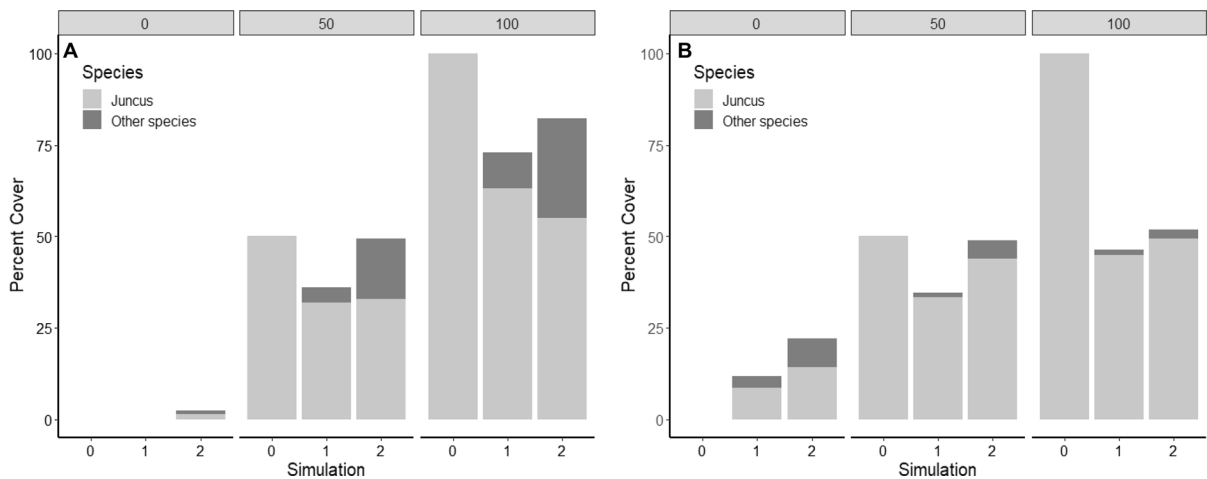 0 50 100
A
Species
Juncus
Other species
100
75
50
25
0
Percent Cover
0 1 2 0 1 2 0 1 2
Simulation
0 50 100
B
Species
Juncus
Other species
100
75
50
25
0
Percent Cover
0 1 2 0 1 2 0 1 2
Simulation